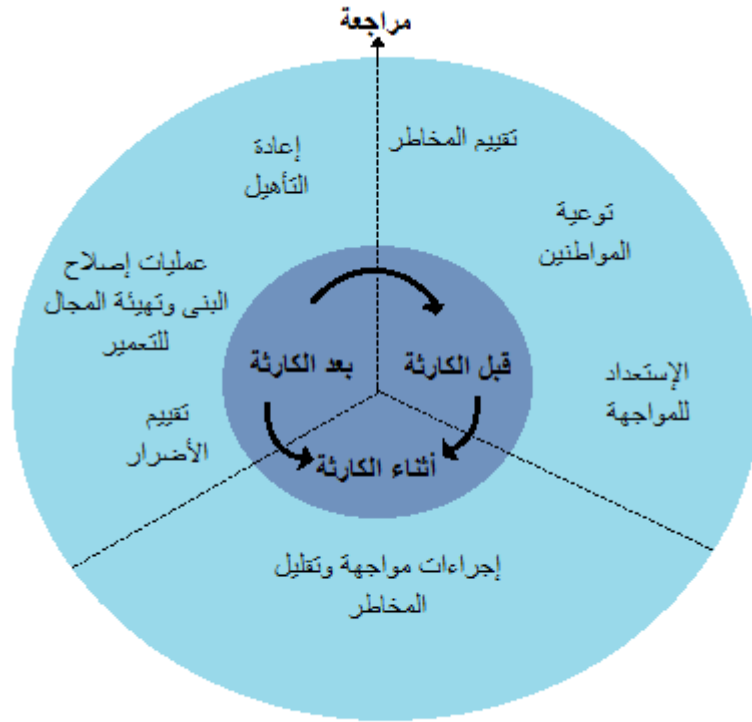 مراجعة
تقييم المخاطر
توعية
المواطنين
الإستعداد
للمواجهة
إعادة
التأهيل
عمليات إصلاح
البنى وتهيئة المجال
للتعمير
تقييم
الأضرار
قبل الكارثة
بعد الكارثة
أثناء الكارثة
إجراءات مواجهة وتقليل
المخاطر